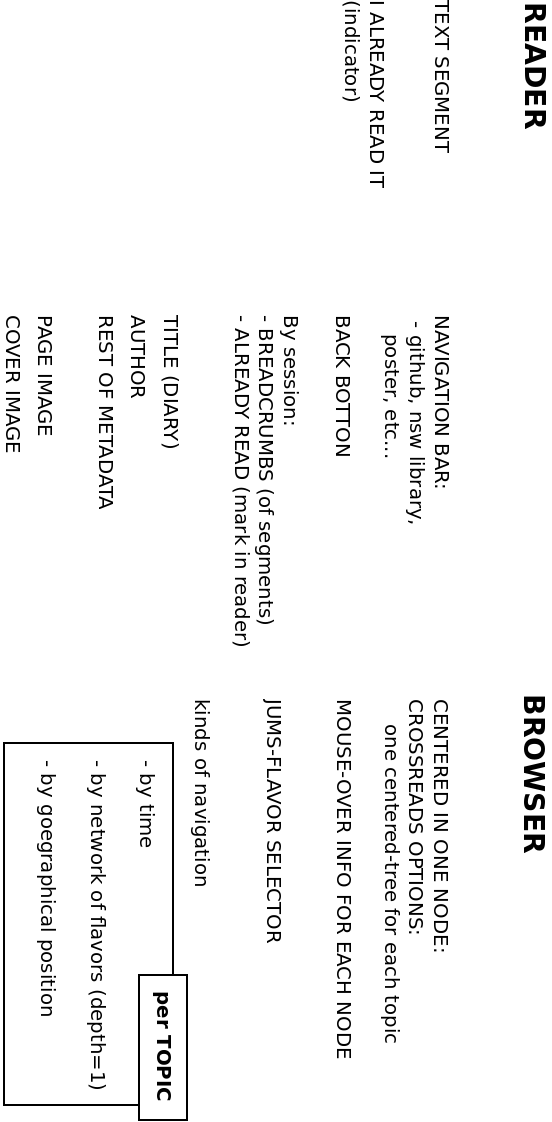 READER
TEXT SEGMENT
I ALREADY READ IT
(indicator)
NAVIGATION BAR:
- github, nsw library,
poster, etc...
BACK BOTTON
By session:
- BREADCRUMBS (of segments)
- ALREADY READ (mark in reader)
TITLE (DIARY)
AUTHOR
REST OF METADATA
PAGE IMAGE
COVER IMAGE
BROWSER
CENTERED IN ONE NODE:
CROSSREADS OPTIONS:
one centered-tree for each topic
MOUSE-OVER INFO FOR EACH NODE
JUMS-FLAVOR SELECTOR
kinds of navigation
per TOPIC
- by time
- by network of flavors (depth=1)
- by goegraphical position